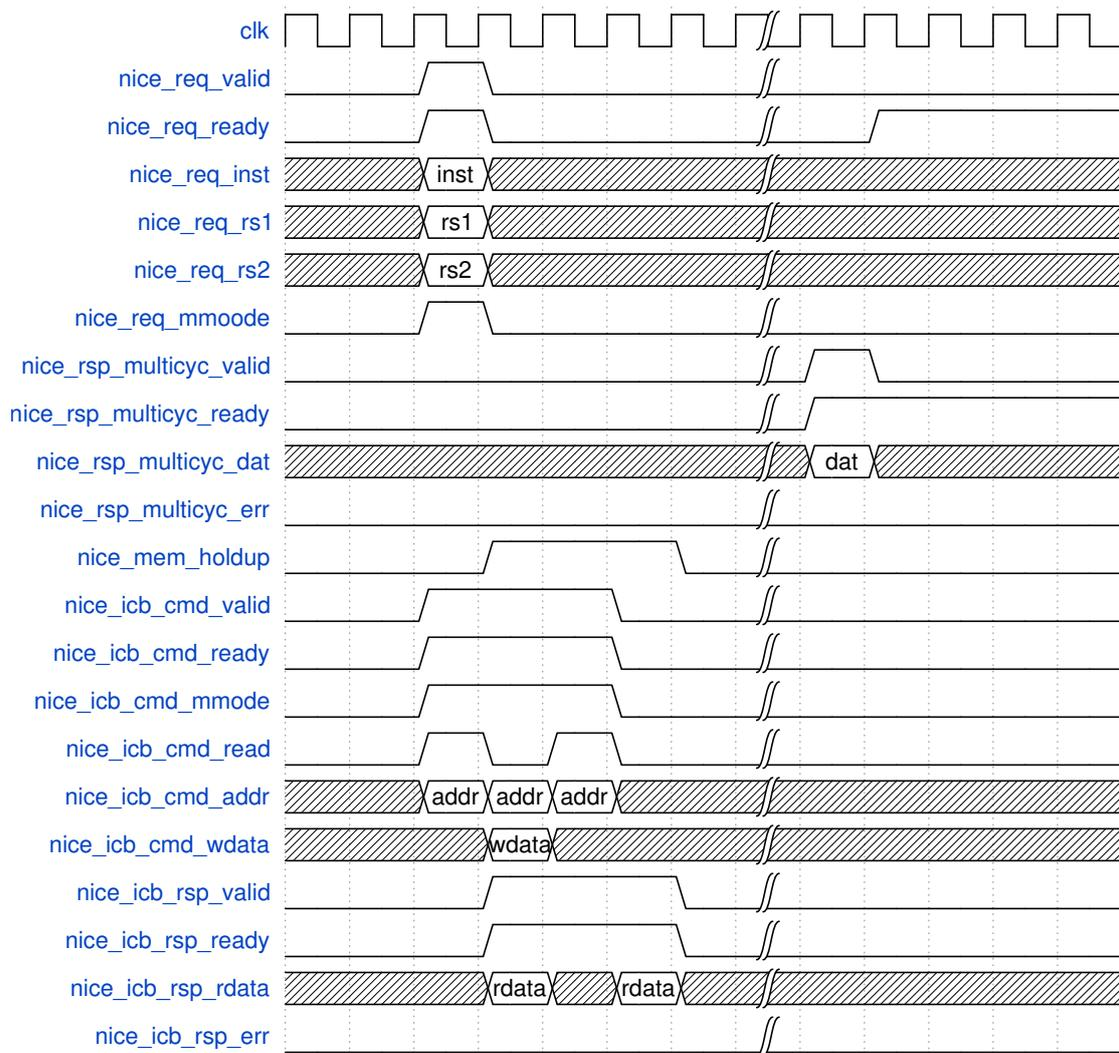 clk
nice_req_valid
nice_req_ready
nice_req_inst inst
nice_req_rs1 rs1
nice_req_rs2 rs2
nice_req_mmoode
nice_rsp_multicyc_valid
nice_rsp_multicyc_ready
nice_rsp_multicyc_dat dat
nice_rsp_multicyc_err
nice_mem_holdup
nice_icb_cmd_valid
nice_icb_cmd_ready
nice_icb_cmd_mmode
nice_icb_cmd_read
nice_icb_cmd_addr addr addr addr
nice_icb_cmd_wdata wdata
nice_icb_rsp_valid
nice_icb_rsp_ready
nice_icb_rsp_rdata rdata rdata
nice_icb_rsp_err